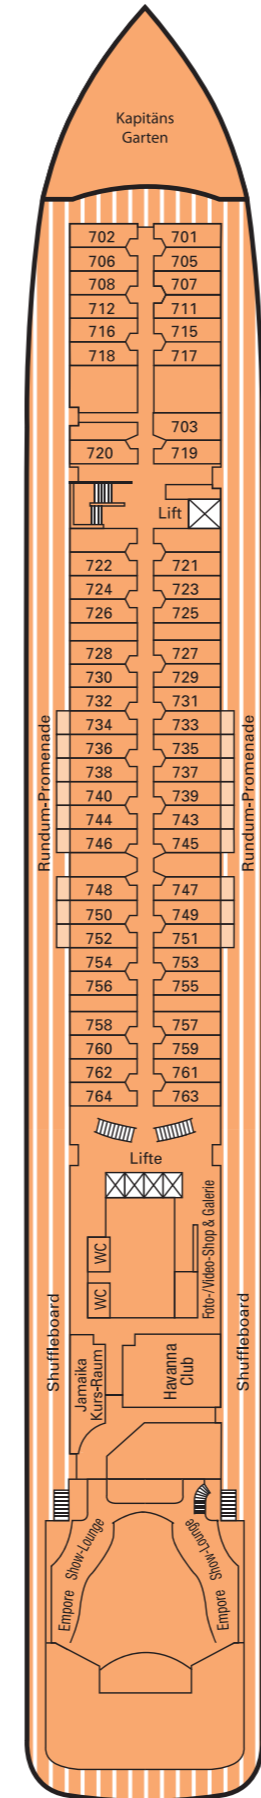 Kapitäns
Garten
702 701
706 705
708 707
712 711
716 715
718 717
703
720 719
Lift
722 721
724 723
726 725
728 727
730 729
732 731
734 733
736 735
738 737
740 739
744 743
746 745
Rundum-Promenade
Rundum-Promenade
748 747
750 749
752 751
754 753
756 755
758 757
760 759
762 761
764 763
Lifte
WC
WC
Foto-/Video-Shop & Galerie
Shuffleboard
Jamaika
Kurs-Raum
Havanna
Club
Shuffleboard
Empore Show-Lounge
Show-Lounge Empore